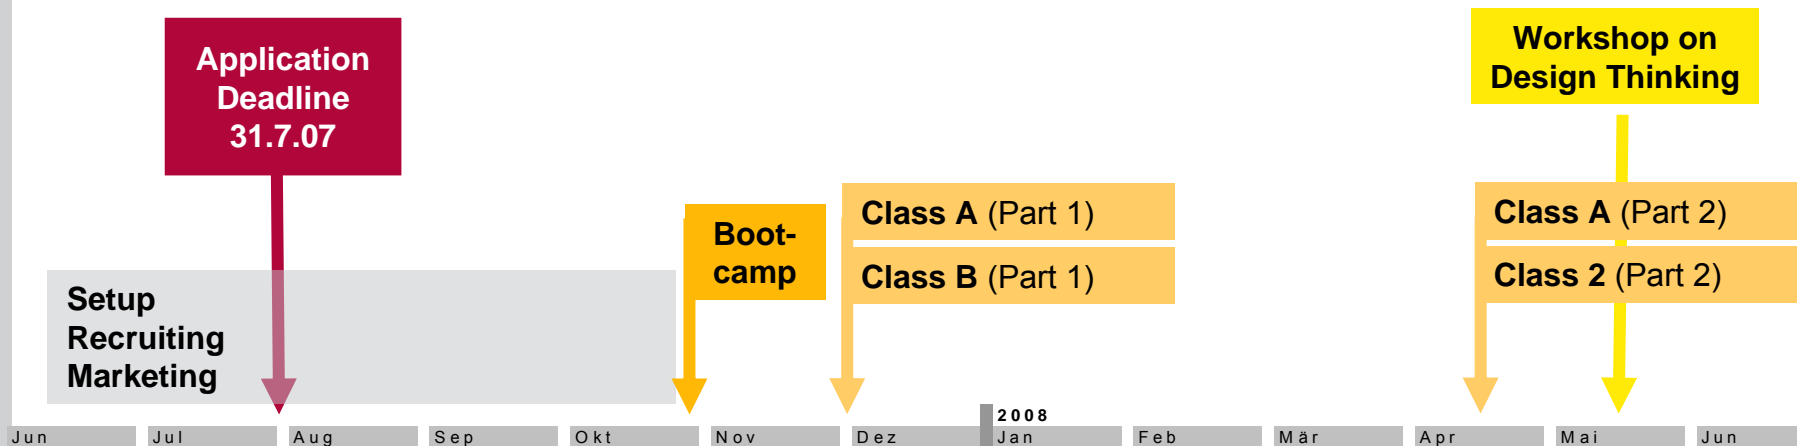 Application
Deadline
31.7.07
Workshop on
Design Thinking
Boot-
camp
Class A (Part 1)
Class B (Part 1)
Class A (Part 2)
Class 2 (Part 2)
Setup
Recruiting
Marketing
2008
Jun Jul Aug Sep Okt Nov Dez Jan Feb Mär Apr Mai Jun